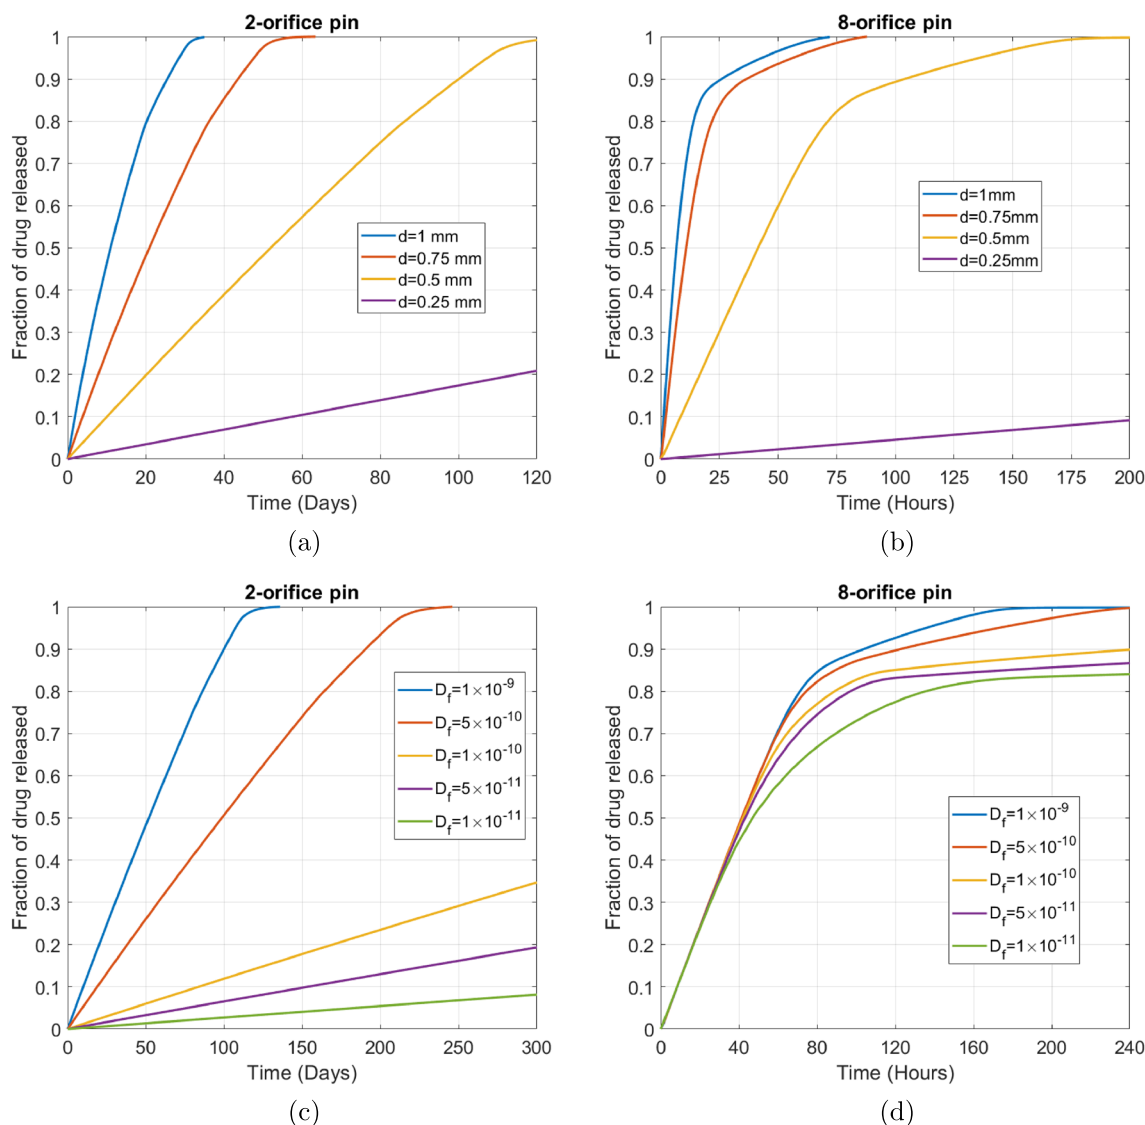 2-orifice pin
Fraction of drug released
1
0.9
0.8
0.7
0.6
0.5
0.4
0.3
0.2
0.1
0
d=1 mm
d=0.75 mm
d=0.5 mm
d=0.25 mm
0 20 40 60 80 100 120
Time (Days)
(a)
8-orifice pin
Fraction of drug released
1
0.9
0.8
0.7
0.6
0.5
0.4
0.3
0.2
0.1
0
d=1mm
d=0.75mm
d=0.5mm
d=0.25mm
0 25 50 75 100 125 150 175 200
Time (Hours)
(b)
2-orifice pin
Fraction of drug released
1
0.9
0.8
0.7
0.6
0.5
0.4
0.3
0.2
0.1
0
D_f=1×10^-9
D_f=5×10^-10
D_f=1×10^-10
D_f=5×10^-11
D_f=1×10^-11
0 50 100 150 200 250 300
Time (Days)
(c)
8-orifice pin
Fraction of drug released
1
0.9
0.8
0.7
0.6
0.5
0.4
0.3
0.2
0.1
0
D_f=1×10^-9
D_f=5×10^-10
D_f=1×10^-10
D_f=5×10^-11
D_f=1×10^-11
0 40 80 120 160 200 240
Time (Hours)
(d)